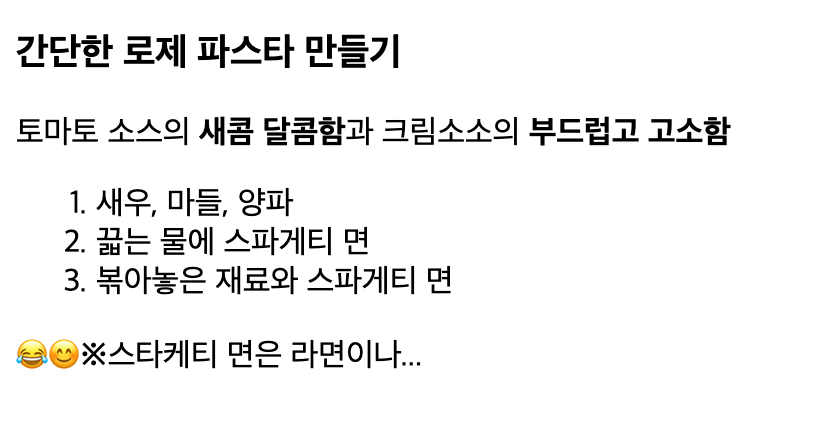 간단한 로제 파스타 만들기
토마토 소스의 새콤 달콤함과 크림소소의 부드럽고 고소함
1. 새우, 마들, 양파
2. 끓는 물에 스파게티 면
3. 볶아놓은 재료와 스파게티 면
😂😊※스타케티 면은 라면이나...